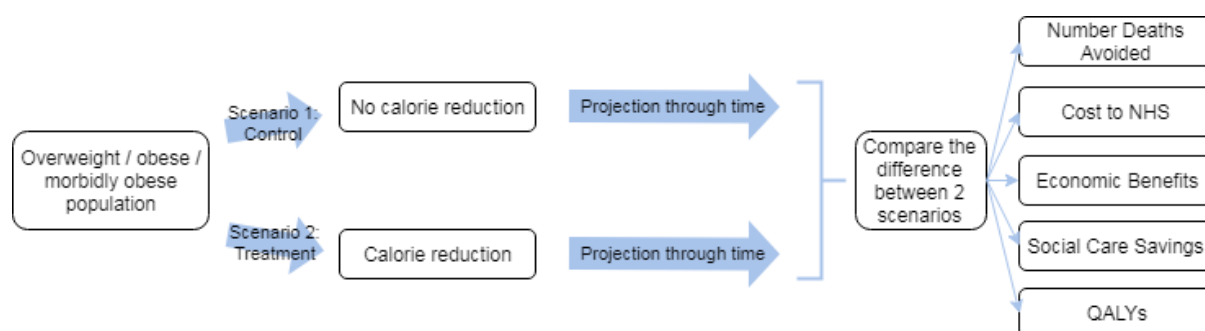 Overweight / obese /
morbidly obese
population
Scenario 1:
Control
No calorie reduction
Projection through time
Scenario 2:
Treatment
Calorie reduction
Projection through time
Compare the
difference
between 2
scenarios
Number Deaths
Avoided
Cost to NHS
Economic Benefits
Social Care Savings
QALYs